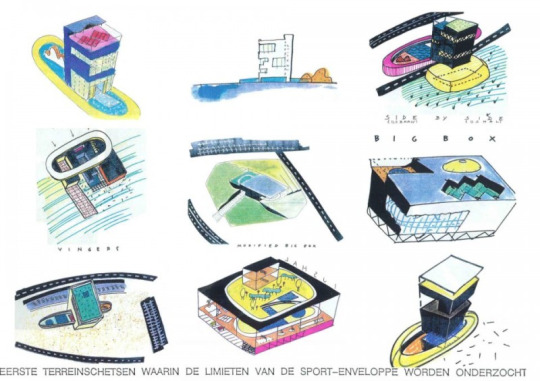 SIDE by SIDE
BIG BOX
VINGERS
MODIFIED BIG BOX
EERSTE TERREINSCHETSEN WAARIN DE LIMIETEN VAN DE SPORT-ENVELOPPE WORDEN ONDERZOCHT